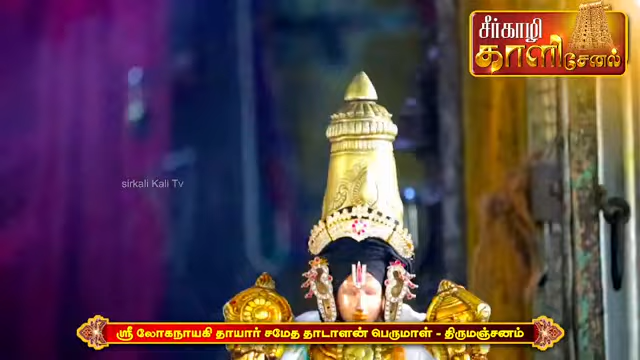 சீர்காழி
காளி சேனல்
sirkali Kali Tv
ஸ்ரீ லோகநாயகி தாயார் சமேத தாடாளன் பெருமாள் - திருமஞ்சனம்